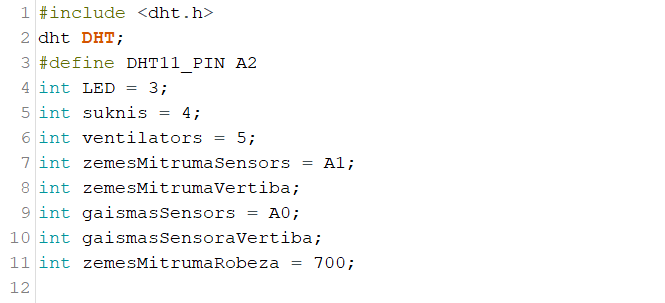 1 #include <dht.h>
2 dht DHT;
3 #define DHT11_PIN A2
4 int LED = 3;
5 int suknis = 4;
6 int ventilators = 5;
7 int zemesMitrumaSensors = A1;
8 int zemesMitrumaVertiba;
9 int gaismasSensors = A0;
10 int gaismasSensoraVertiba;
11 int zemesMitrumaRobeza = 700;
12